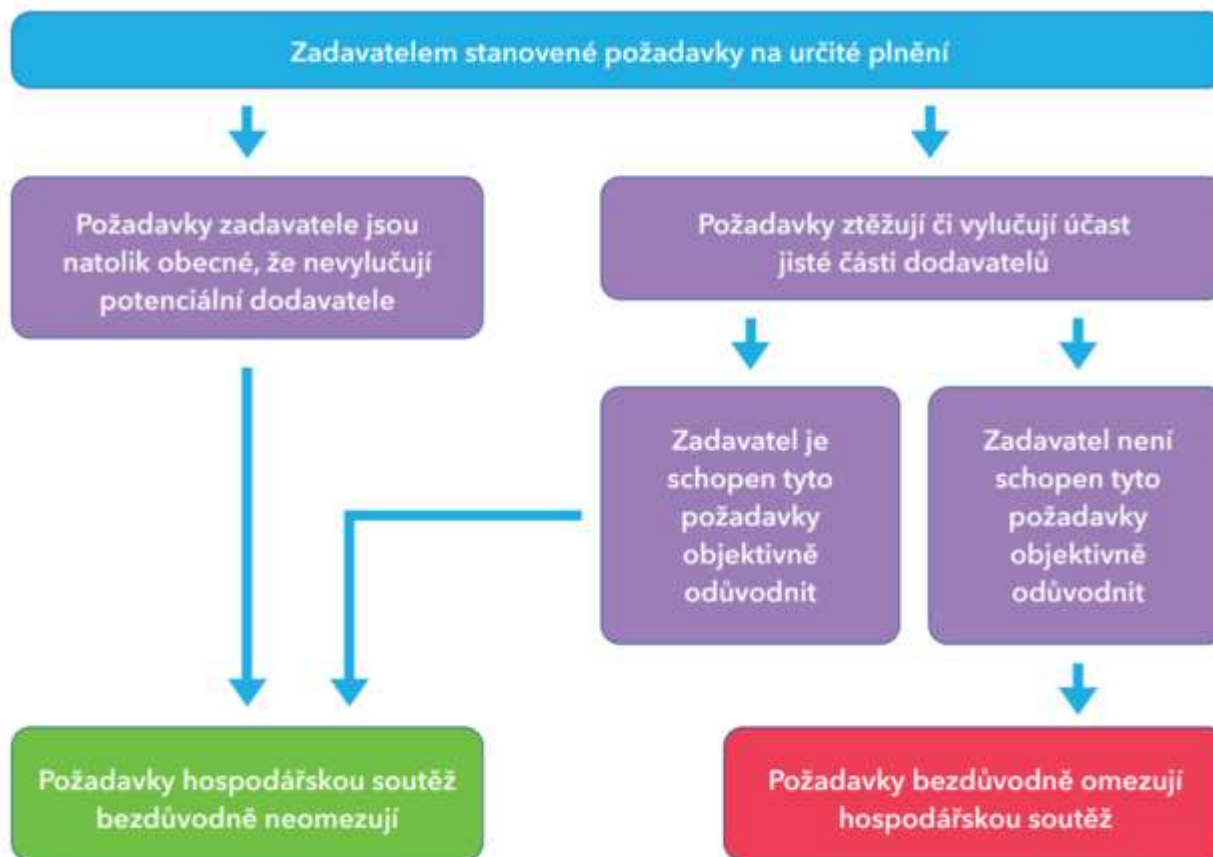 Zadavatelem stanovené požadavky na určité plnění
Požadavky zadavatele jsou
natolik obecné, že nevylučují
potenciální dodavatele
Požadavky ztěžují či vylučují účast
jisté části dodavatelů
Zadavatel je
schopen tyto
požadavky
objektivně
odůvodnit
Zadavatel není
schopen tyto
požadavky
objektivně
odůvodnit
Požadavky hospodářskou soutěž
bezdůvodně neomezují
Požadavky bezdůvodně omezují
hospodářskou soutěž